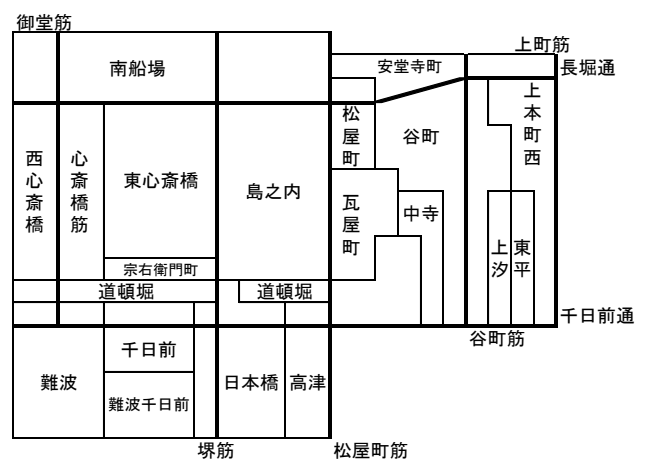 御堂筋
上町筋
南船場
安堂寺町
長堀通
西心斎橋
心斎橋筋
東心斎橋
島之内
松屋町
谷町
上本町西
瓦屋町
中寺
上汐
東平
宗右衛門町
道頓堀
道頓堀
千日前通
谷町筋
難波
千日前
難波千日前
日本橋
高津
堺筋
松屋町筋